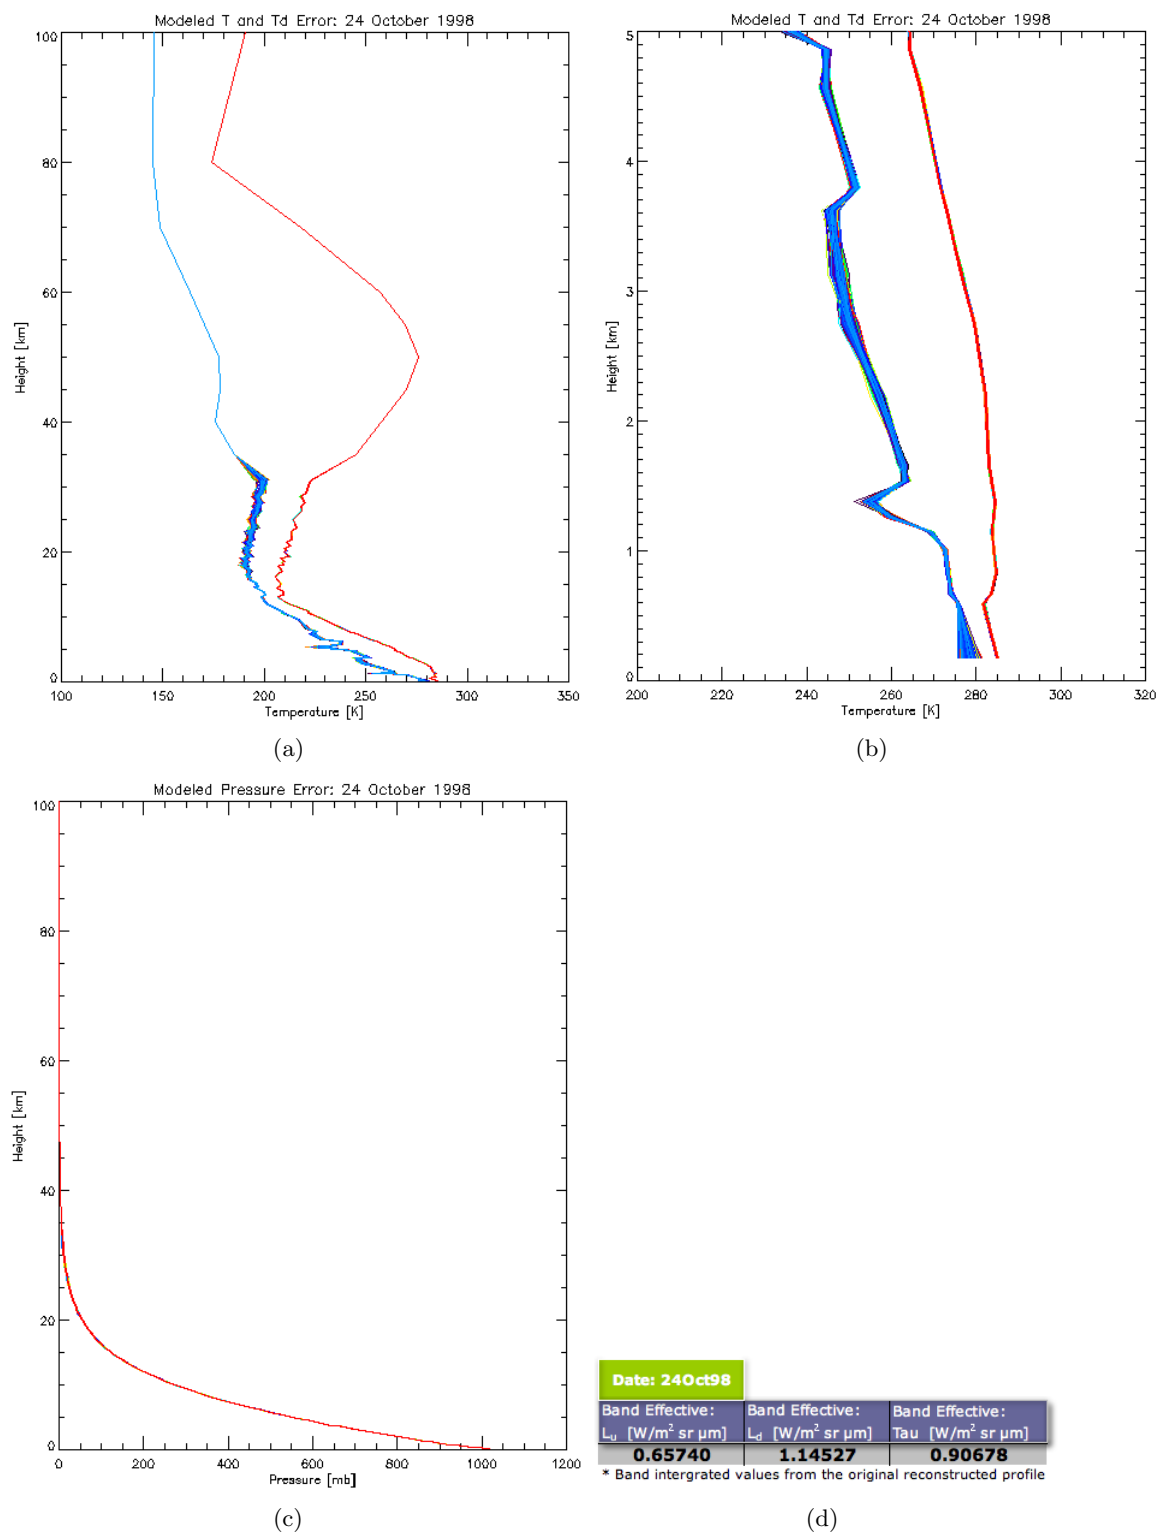 Modeled T and Td Error: 24 October 1998
100
80
60
40
20
0
Height [km]
100 150 200 250 300 350
Temperature [K]
(a)
Modeled T and Td Error: 24 October 1998
5
4
3
2
1
0
Height [km]
200 220 240 260 280 300 320
Temperature [K]
(b)
Modeled Pressure Error: 24 October 1998
100
80
60
40
20
0
Height [km]
0 200 400 600 800 1000 1200
Pressure [mb]
(c)
Date: 24Oct98
Band Effective: Band Effective: Band Effective:
Lu [W/m² sr µm] Ld [W/m² sr µm] Tau [W/m² sr µm]
0.65740 1.14527 0.90678
* Band intergrated values from the original reconstructed profile
(d)